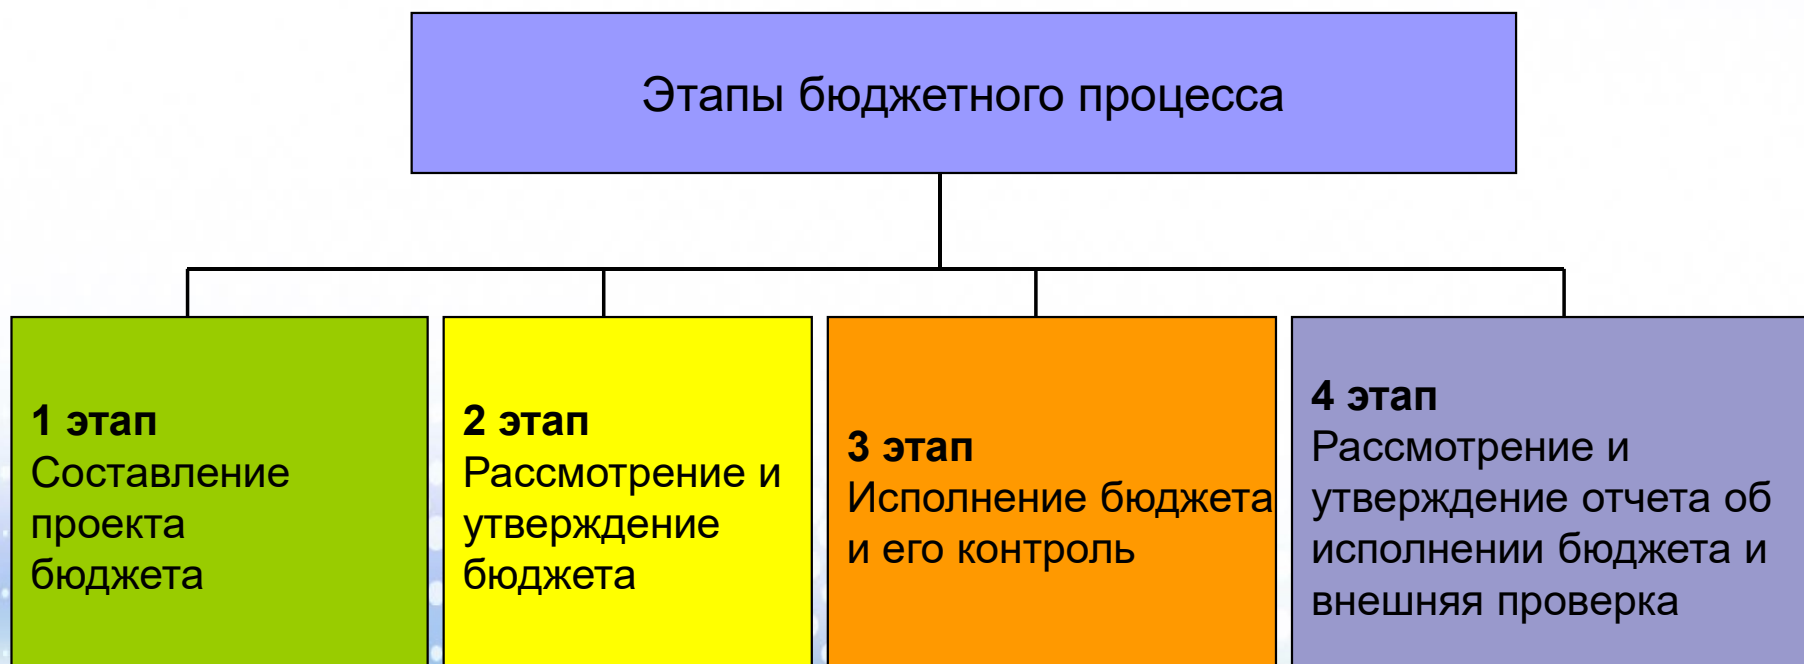 Этапы бюджетного процесса
1 этап
Составление
проекта
бюджета
2 этап
Рассмотрение и
утверждение
бюджета
3 этап
Исполнение бюджета
и его контроль
4 этап
Рассмотрение и
утверждение отчета об
исполнении бюджета и
внешняя проверка